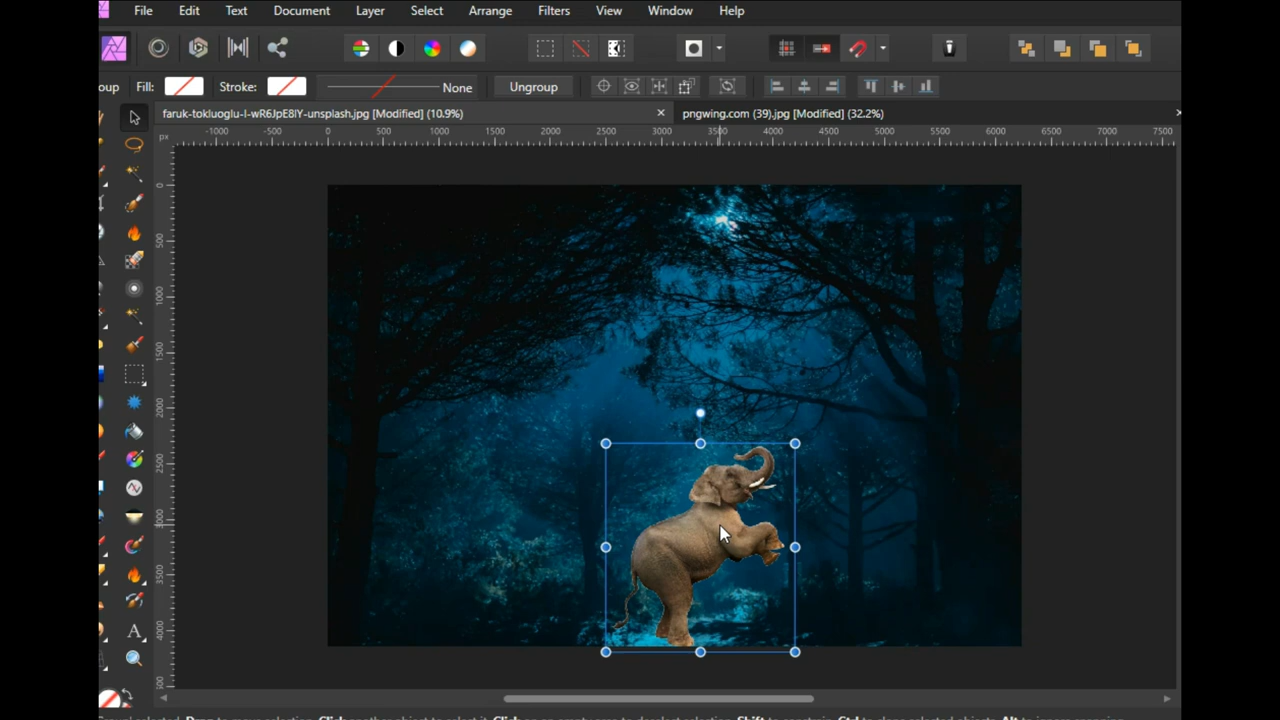 File Edit Text Document Layer Select Arrange Filters View Window Help
oup Fill: Stroke: None Ungroup
faruk-tokluoglu-I-wR6JpE8lY-unsplash.jpg [Modified] (10.9%) × pngwing.com (39).jpg [Modified] (32.2%) ×
px -1000 -500 0 500 1000 1500 2000 2500 3000 3500 4000 4500 5000 5500 6000 6500 7000 7500
0
500
1000
1500
2000
2500
3000
3500
4000
A